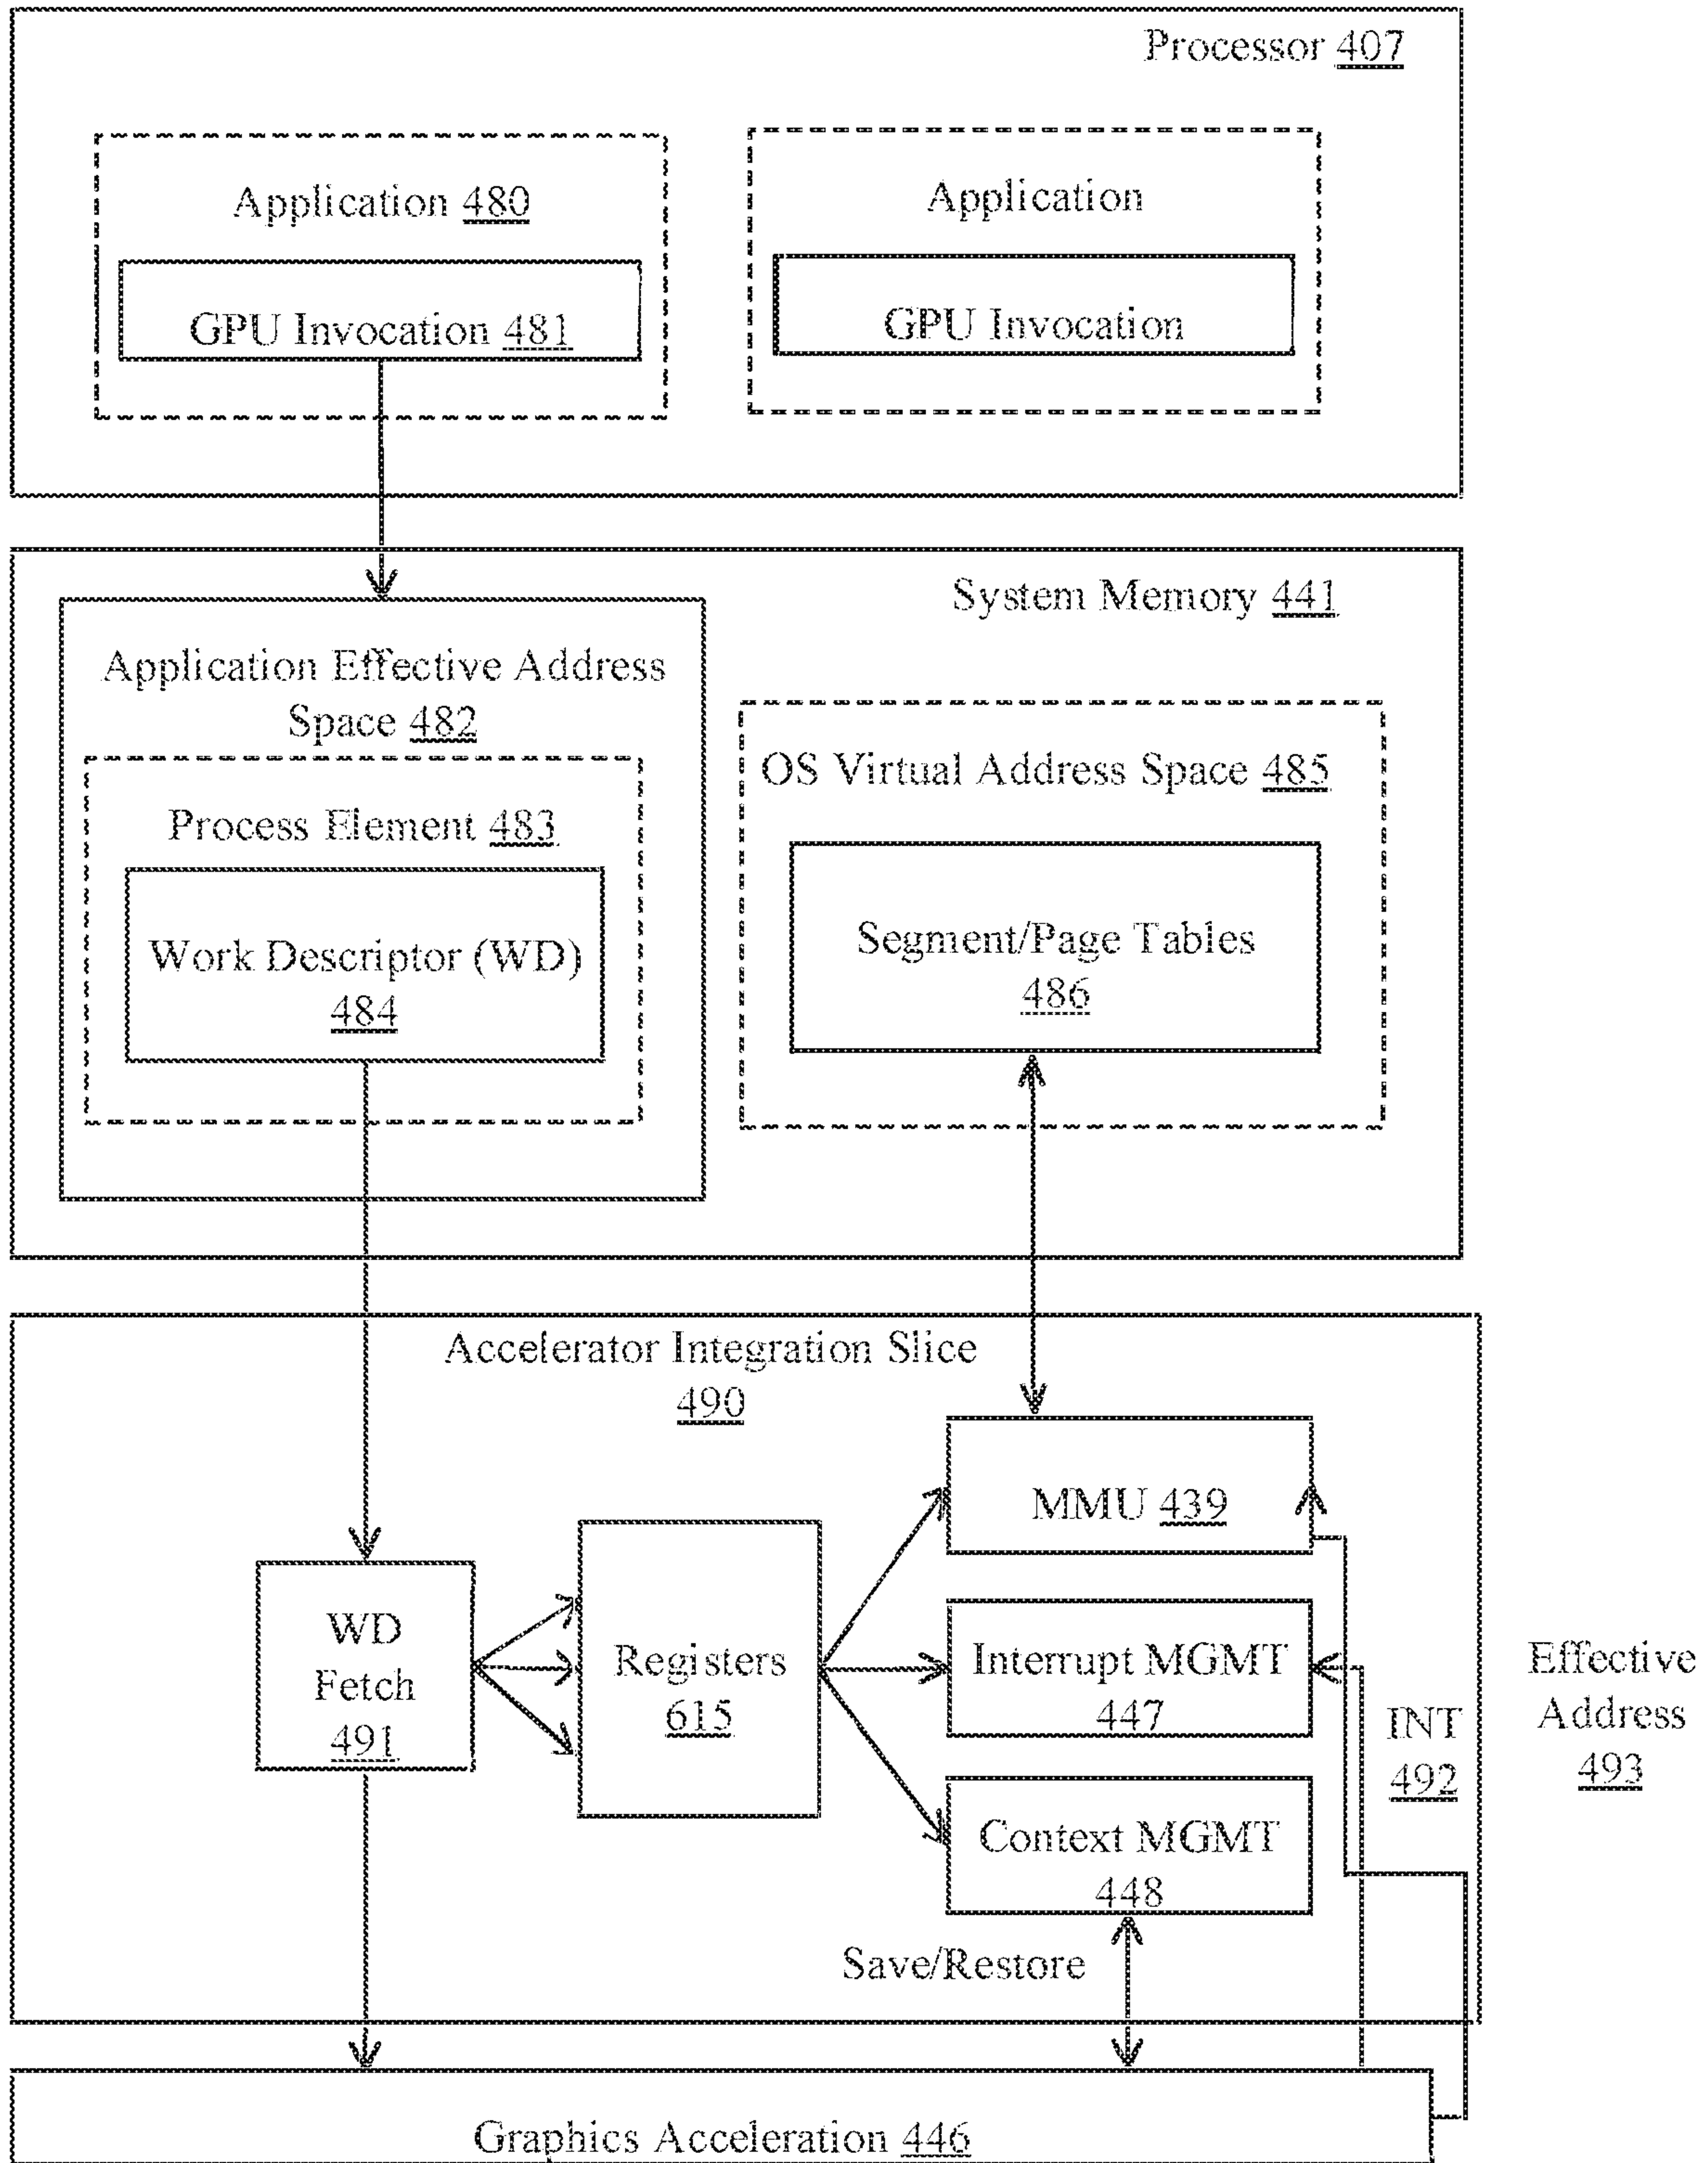 Processor 407
Application 480
GPU Invocation 481
Application
GPU Invocation
System Memory 441
Application Effective Address
Space 482
Process Element 483
Work Descriptor (WD)
484
OS Virtual Address Space 485
Segment/Page Tables
486
Accelerator Integration Slice
490
WD
Fetch
491
Registers
615
MMU 439
Interrupt MGMT
447
Context MGMT
448
INT
492
Effective
Address
493
Save/Restore
Graphics Acceleration 446